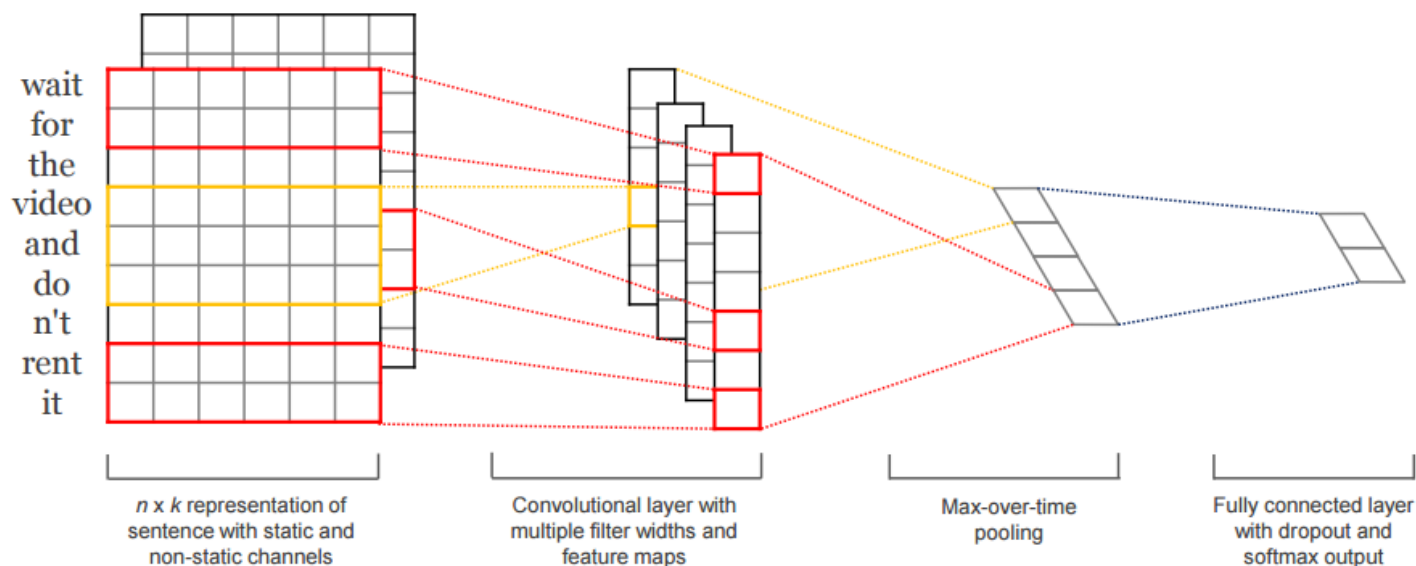 wait
for
the
video
and
do
n't
rent
it
n x k representation of
sentence with static and
non-static channels
Convolutional layer with
multiple filter widths and
feature maps
Max-over-time
pooling
Fully connected layer
with dropout and
softmax output